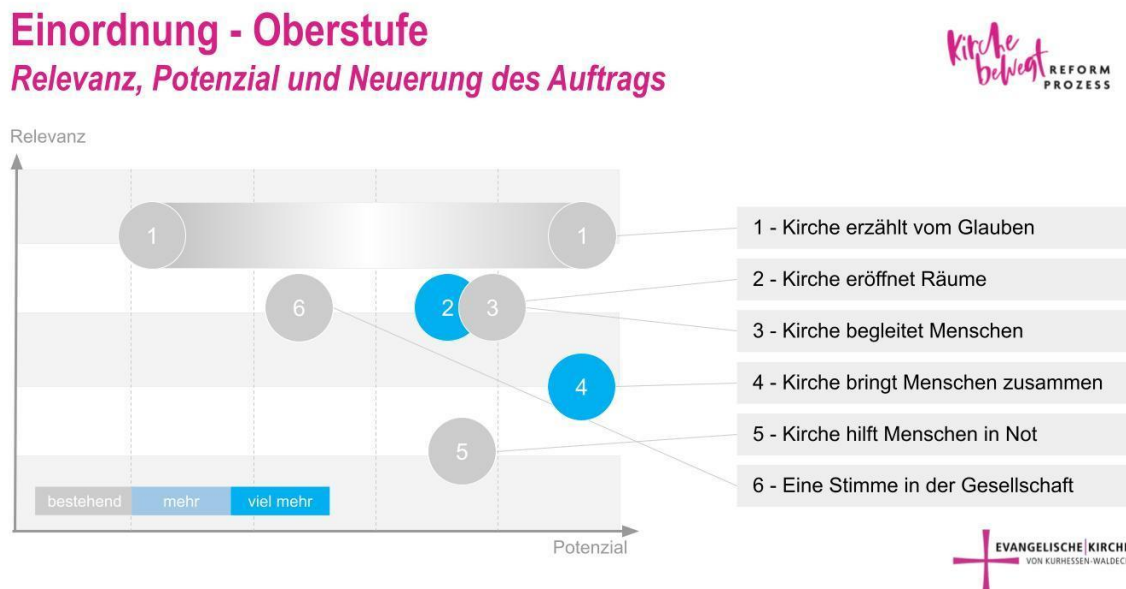 Einordnung - Oberstufe
Relevanz, Potenzial und Neuerung des Auftrags
Kirche
bewegt
REFORM
PROZESS
Relevanz
1
1
6
2
3
4
5
1 - Kirche erzählt vom Glauben
2 - Kirche eröffnet Räume
3 - Kirche begleitet Menschen
4 - Kirche bringt Menschen zusammen
5 - Kirche hilft Menschen in Not
6 - Eine Stimme in der Gesellschaft
bestehend mehr viel mehr
Potenzial
EVANGELISCHE KIRCHE
VON KURHESSEN-WALDECK